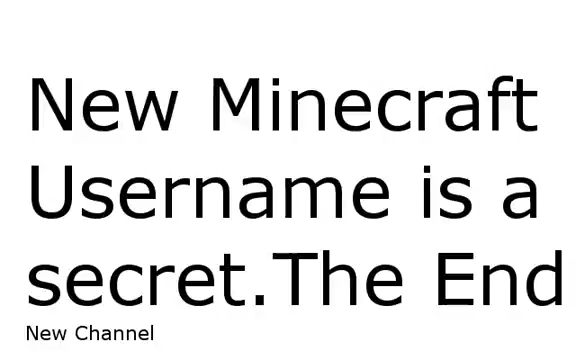 New Minecraft
Username is a
secret.The End
New Channel